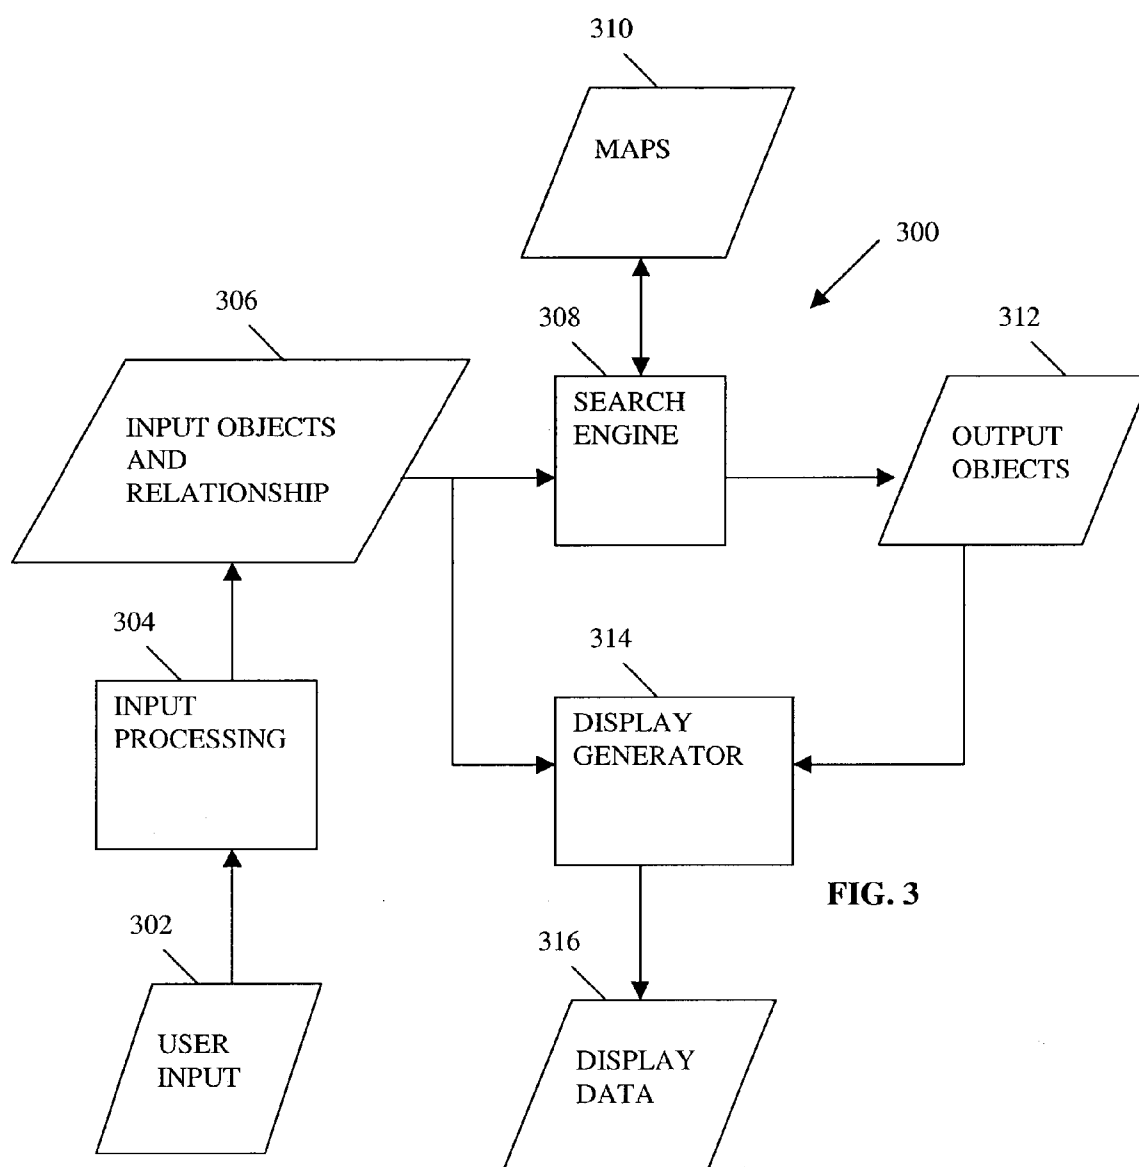 310
MAPS
300
306
308
312
INPUT OBJECTS
AND
RELATIONSHIP
SEARCH
ENGINE
OUTPUT
OBJECTS
304
314
INPUT
PROCESSING
DISPLAY
GENERATOR
FIG. 3
302
316
USER
INPUT
DISPLAY
DATA